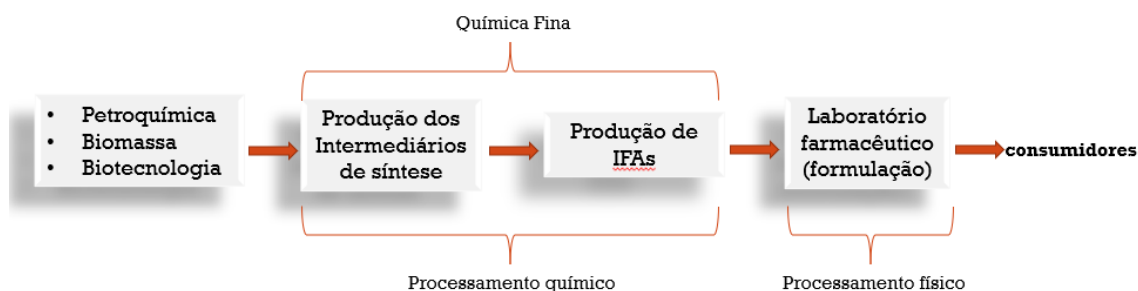 Química Fina
• Petroquímica
• Biomassa
• Biotecnologia
Produção dos
Intermediários
de síntese
Produção de
IFAs
Laboratório
farmacêutico
(formulação)
consumidores
Processamento químico
Processamento físico